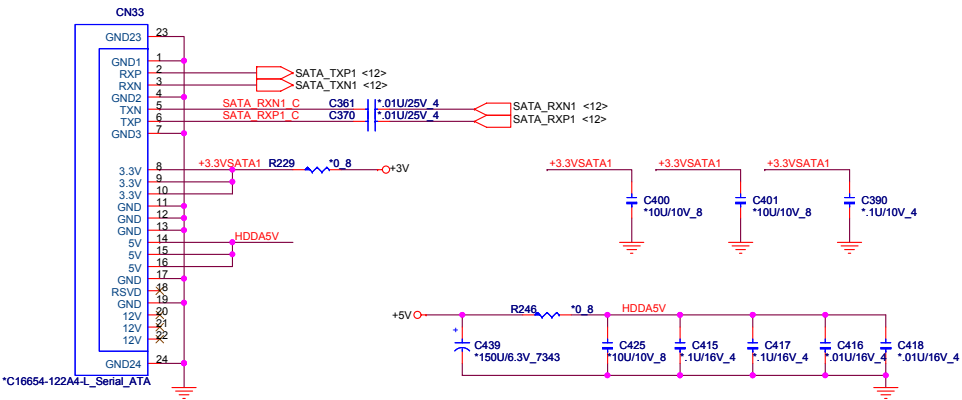 CN33
GND23 23
GND1 1
RXP 2
SATA_TXP1 <12>
RXN 3
SATA_TXN1 <12>
GND2 4
TXN 5
SATA_RXN1_C C361 *.01U/25V_4
SATA_RXN1 <12>
TXP 6
SATA_RXP1_C C370 *.01U/25V_4
SATA_RXP1 <12>
GND3 7
3.3V 8
+3.3VSATA1 R229 *0_8 +3V
3.3V 9
3.3V 10
GND 11
GND 12
GND 13
5V 14
HDDA5V
5V 15
5V 16
GND 17
RSVD 18
GND 19
12V 20
12V 21
12V 22
GND24 24
*C16654-122A4-L_Serial_ATA
+3.3VSATA1
+3.3VSATA1
+3.3VSATA1
C400
*10U/10V_8
C401
*10U/10V_8
C390
*.1U/10V_4
+5V
R246 *0_8 HDDA5V
+
C439
*150U/6.3V_7343
C425
*10U/10V_8
C415
*.1U/16V_4
C417
*.1U/16V_4
C416
*.01U/16V_4
C418
*.01U/16V_4